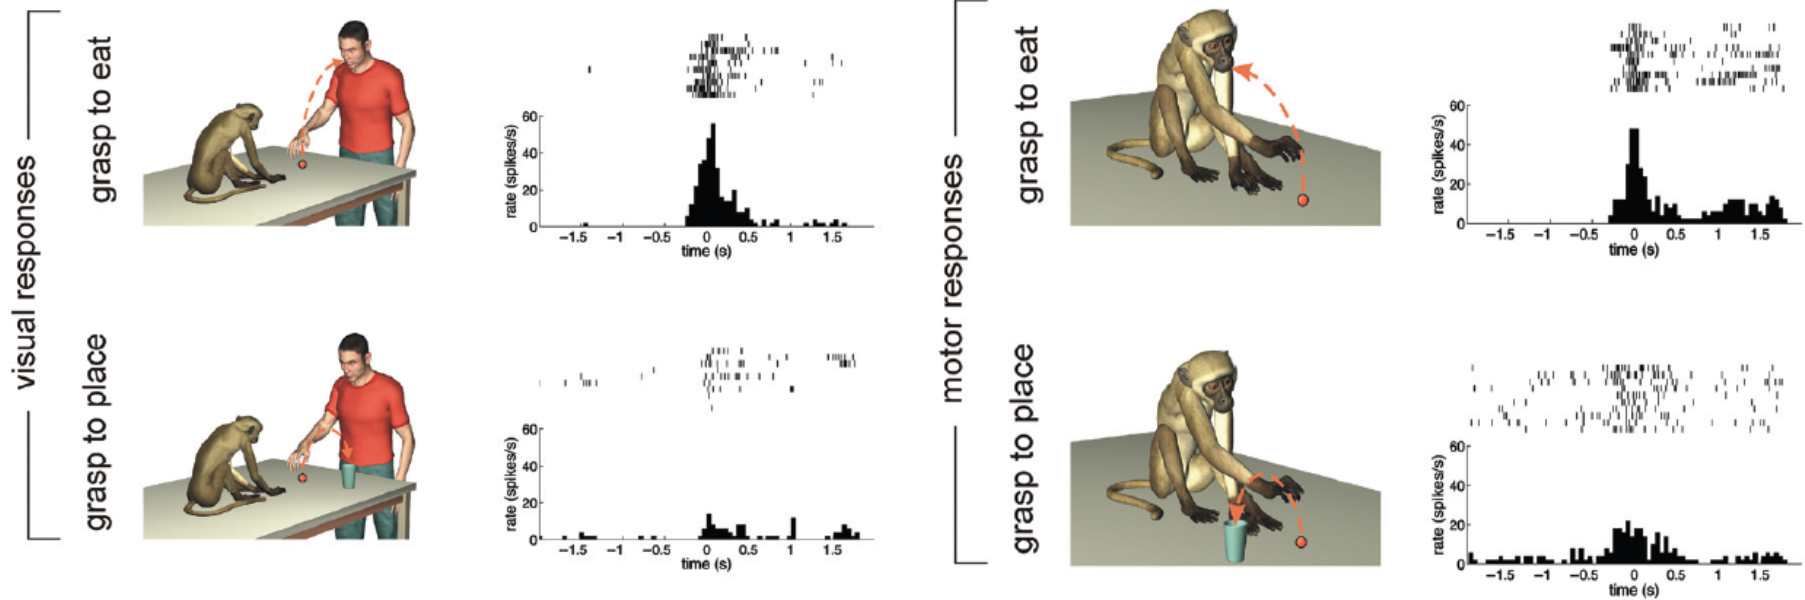 visual responses
grasp to eat
rate (spikes/s)
60
40
20
0
−1.5 −1 −0.5 0 0.5 1 1.5
time (s)
grasp to place
rate (spikes/s)
60
40
20
0
−1.5 −1 −0.5 0 0.5 1 1.5
time (s)
motor responses
grasp to eat
rate (spikes/s)
60
40
20
0
−1.5 −1 −0.5 0 0.5 1 1.5
time (s)
grasp to place
rate (spikes/s)
60
40
20
0
−1.5 −1 −0.5 0 0.5 1 1.5
time (s)